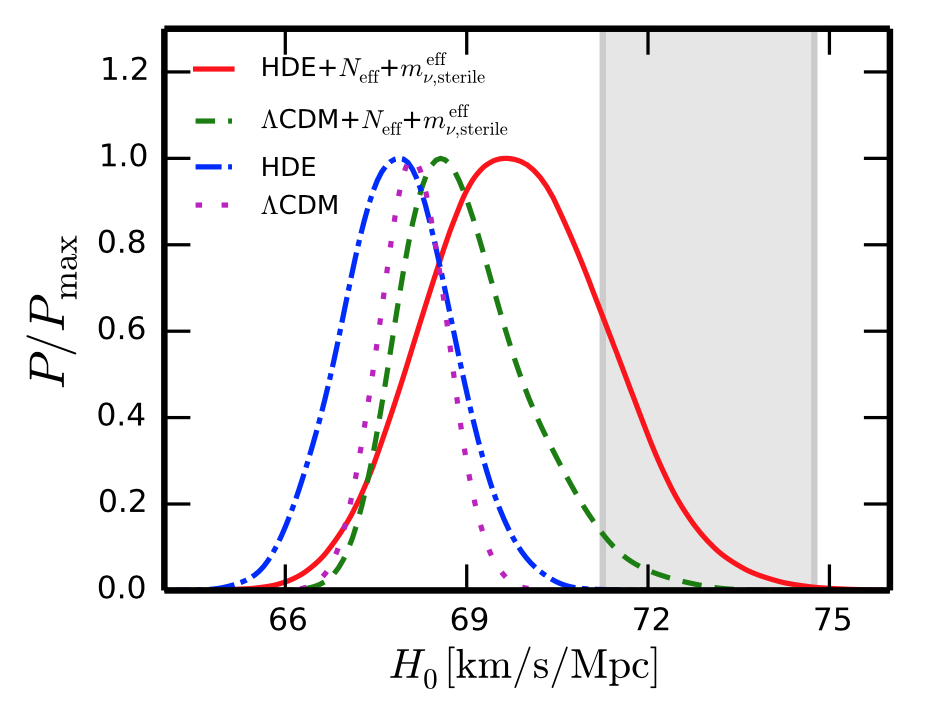 HDE+N_eff+m^eff_ν,sterile
ΛCDM+N_eff+m^eff_ν,sterile
HDE
ΛCDM
1.2
1.0
0.8
0.6
0.4
0.2
0.0
P/P_max
66 69 72 75
H_0 [km/s/Mpc]